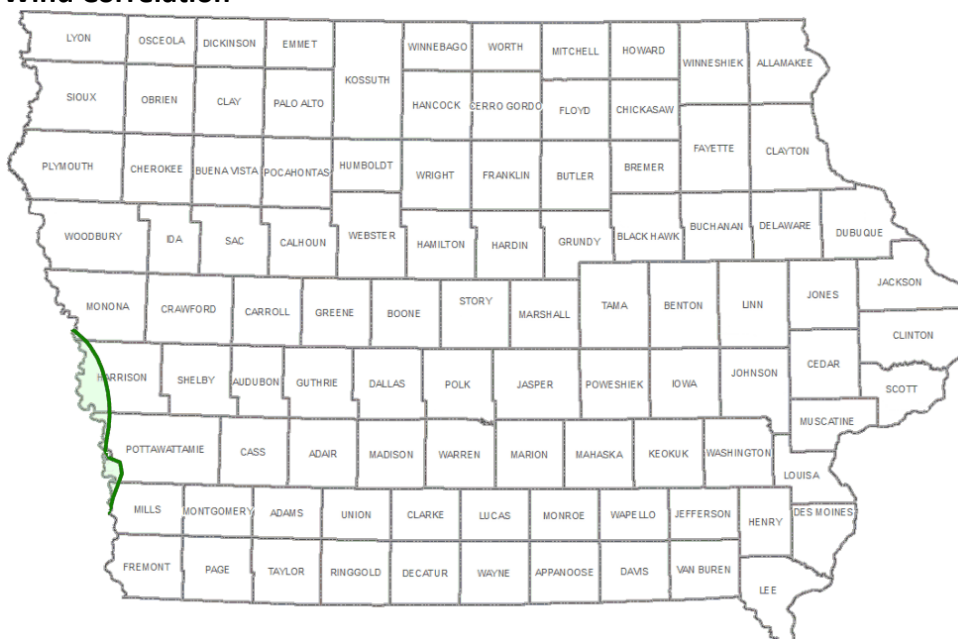 Wind Correlation
LYON OSCEOLA DICKINSON EMMET WINNEBAGO WORTH MITCHELL HOWARD WINNESHIEK ALLAMAKEE
KOSSUTH
SIOUX OBRIEN CLAY PALO ALTO HANCOCK CERRO GORDO FLOYD CHICKASAW
PLYMOUTH CHEROKEE BUENA VISTA POCAHONTAS HUMBOLDT WRIGHT FRANKLIN BUTLER BREMER FAYETTE CLAYTON
WOODBURY IDA SAC CALHOUN WEBSTER HAMILTON HARDIN GRUNDY BLACK HAWK BUCHANAN DELAWARE DUBUQUE
MONONA CRAWFORD CARROLL GREENE BOONE STORY MARSHALL TAMA BENTON LINN JONES JACKSON
CLINTON
HARRISON SHELBY AUDUBON GUTHRIE DALLAS POLK JASPER POWESHIEK IOWA JOHNSON CEDAR SCOTT
MUSCATINE
POTTAWATTAMIE CASS ADAIR MADISON WARREN MARION MAHASKA KEOKUK WASHINGTON LOUISA
MILLS MONTGOMERY ADAMS UNION CLARKE LUCAS MONROE WAPELLO JEFFERSON HENRY DES MOINES
FREMONT PAGE TAYLOR RINGGOLD DECATUR WAYNE APPANOOSE DAVIS VAN BUREN LEE